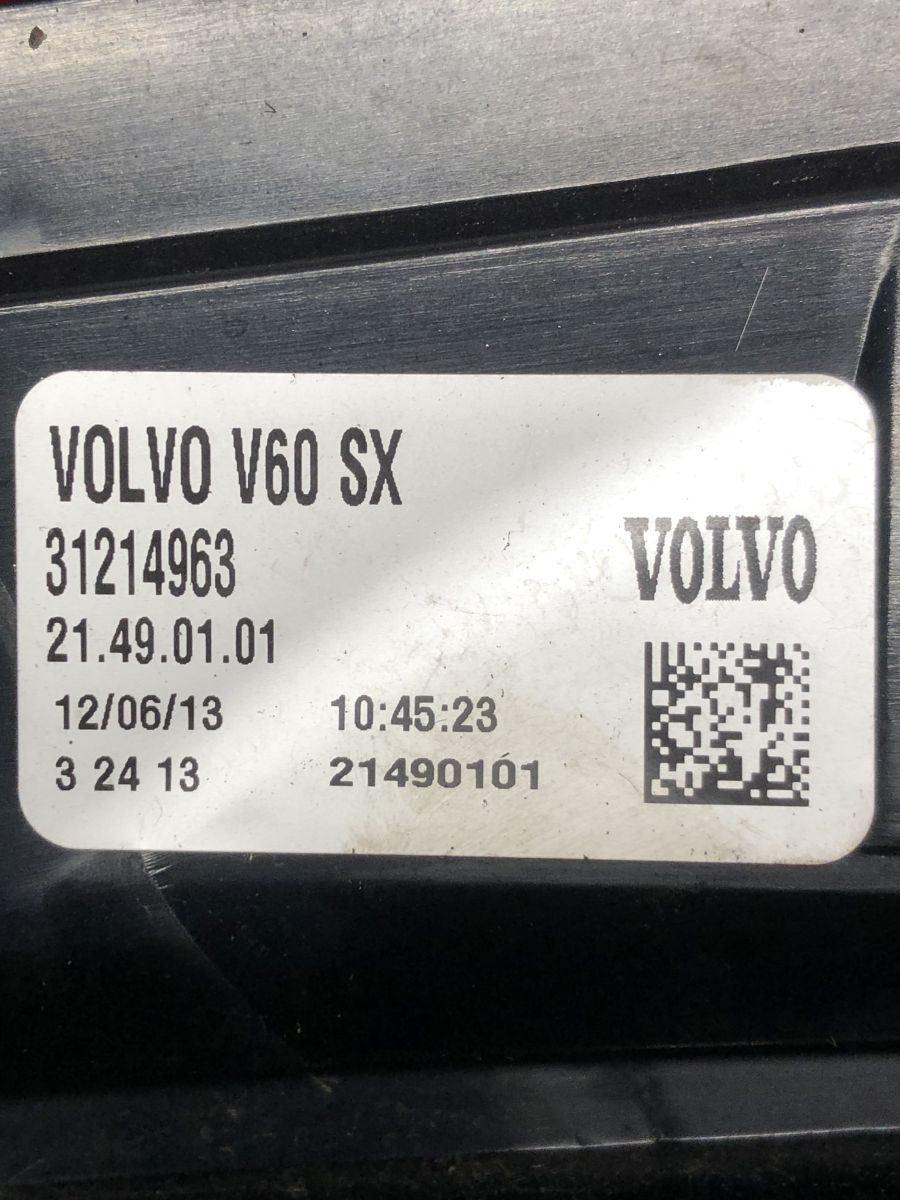 VOLVO V60 SX
31214963
VOLVO
21.49.01.01
12/06/13 10:45:23
3 24 13 21490101